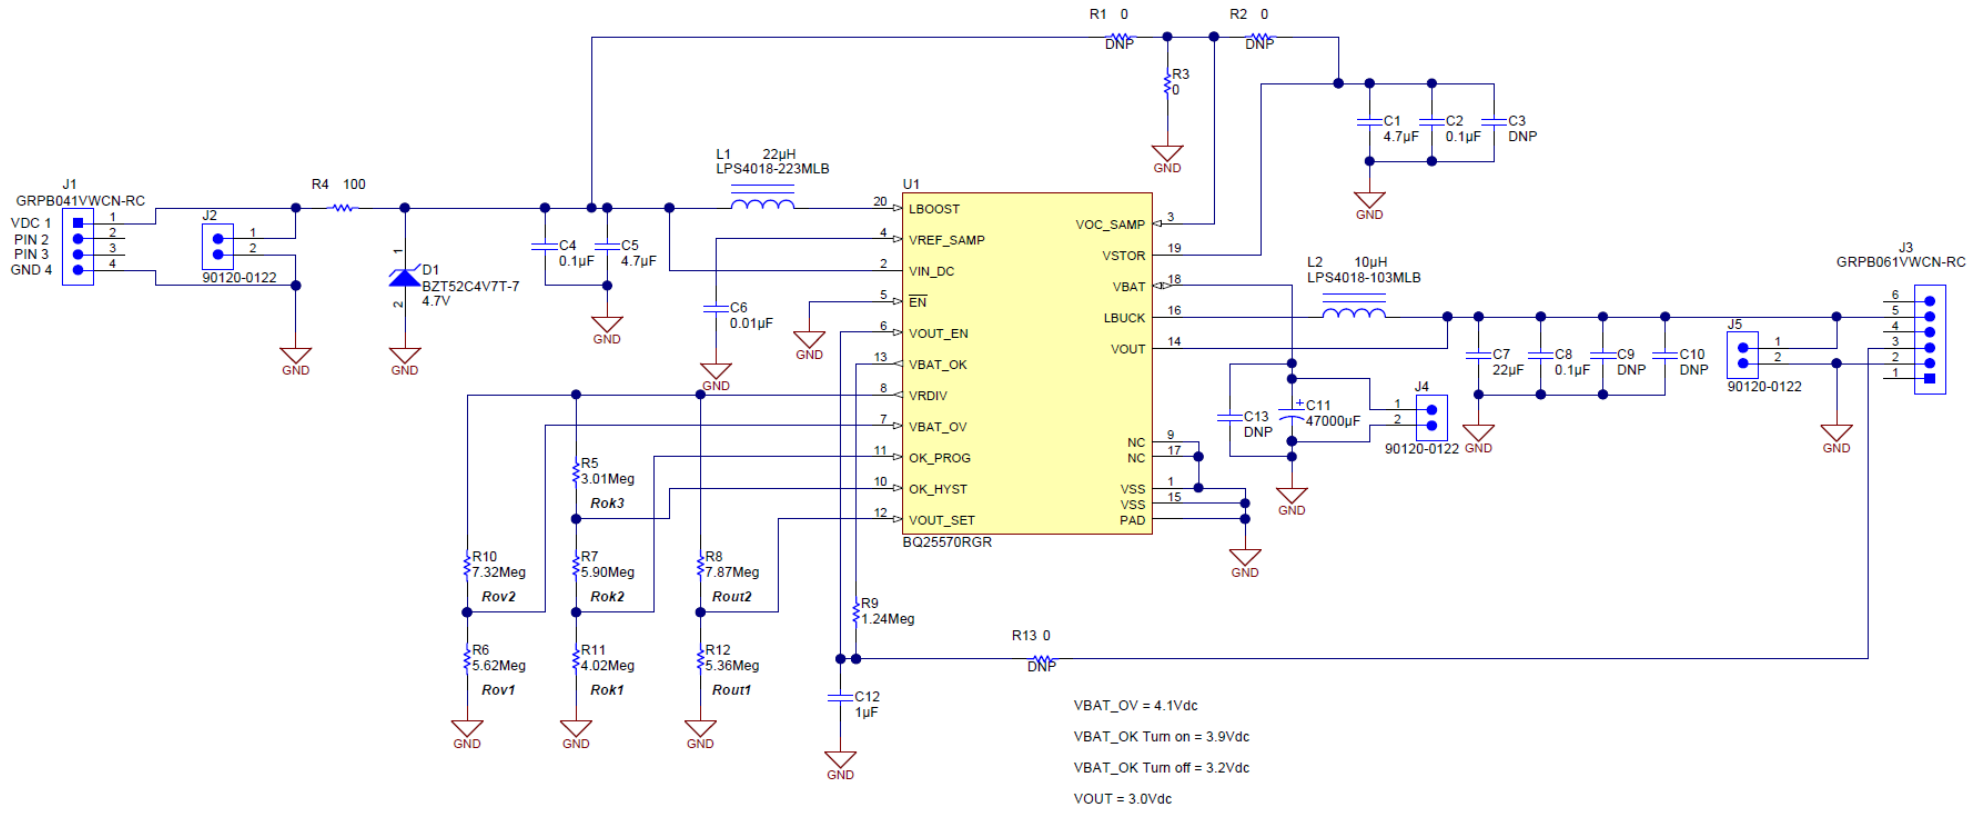 R1 0
DNP
R2 0
DNP
R3
0
C1
4.7µF
C2
0.1µF
C3
DNP
GND
GND
L1 22µH
LPS4018-223MLB
J1
GRPB041VWCN-RC
VDC 1
PIN 2
PIN 3
GND 4
1
2
3
4
J2
1
2
90120-0122
R4 100
GND
1
D1
BZT52C4V7T-7
4.7V
2
GND
C4
0.1µF
C5
4.7µF
GND
C6
0.01µF
GND
GND
U1
20 LBOOST
4 VREF_SAMP
2 VIN_DC
5 EN
6 VOUT_EN
13 VBAT_OK
8 VRDIV
7 VBAT_OV
11 OK_PROG
10 OK_HYST
12 VOUT_SET
VOC_SAMP 3
VSTOR 19
VBAT 18
LBUCK 16
VOUT 14
NC 9
NC 17
VSS 1
VSS 15
PAD
BQ25570RGR
GND
L2 10µH
LPS4018-103MLB
J3
GRPB061VWCN-RC
6
5
4
3
2
1
J5
1
2
90120-0122
GND
C7
22µF
C8
0.1µF
C9
DNP
C10
DNP
GND
C13
DNP
+
C11
47000µF
GND
J4
1
2
90120-0122
R5
3.01Meg
Rok3
R10
7.32Meg
Rov2
R7
5.90Meg
Rok2
R8
7.87Meg
Rout2
R9
1.24Meg
R6
5.62Meg
Rov1
R11
4.02Meg
Rok1
R12
5.36Meg
Rout1
GND
GND
GND
R13 0
DNP
C12
1µF
GND
VBAT_OV = 4.1Vdc
VBAT_OK Turn on = 3.9Vdc
VBAT_OK Turn off = 3.2Vdc
VOUT = 3.0Vdc